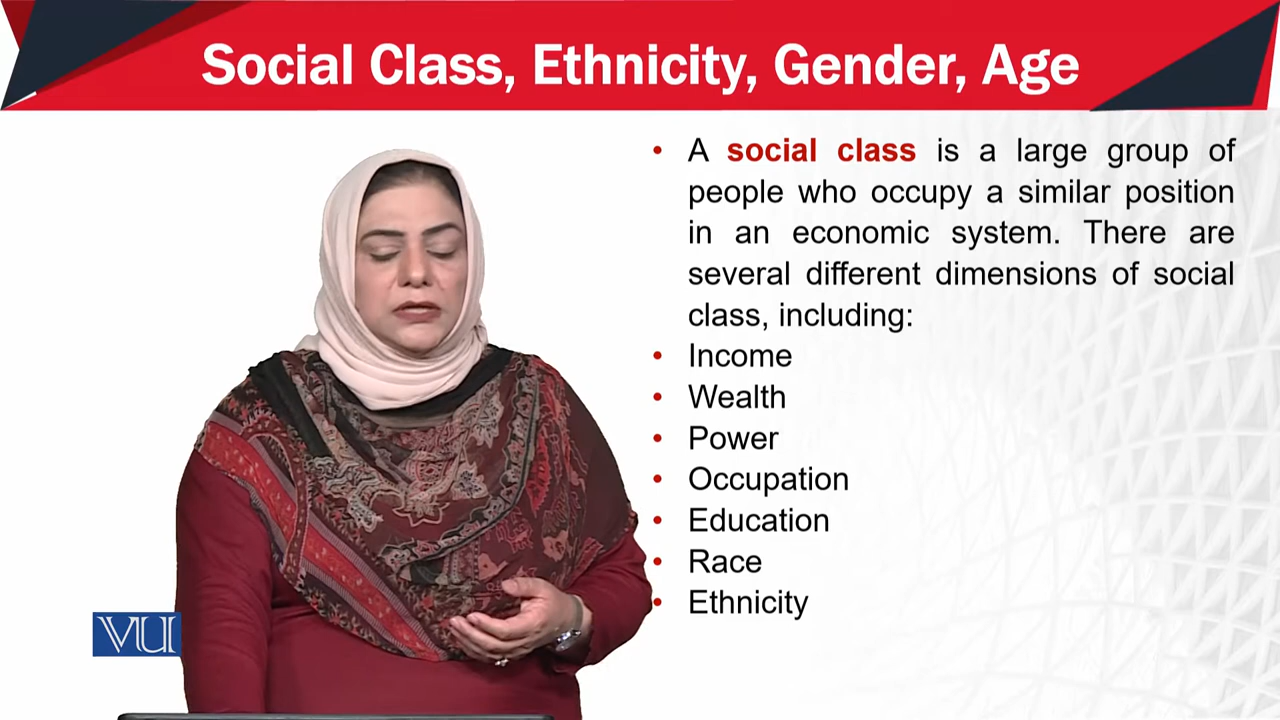 Social Class, Ethnicity, Gender, Age
• A social class is a large group of
people who occupy a similar position
in an economic system. There are
several different dimensions of social
class, including:
• Income
• Wealth
• Power
• Occupation
• Education
• Race
• Ethnicity
VU